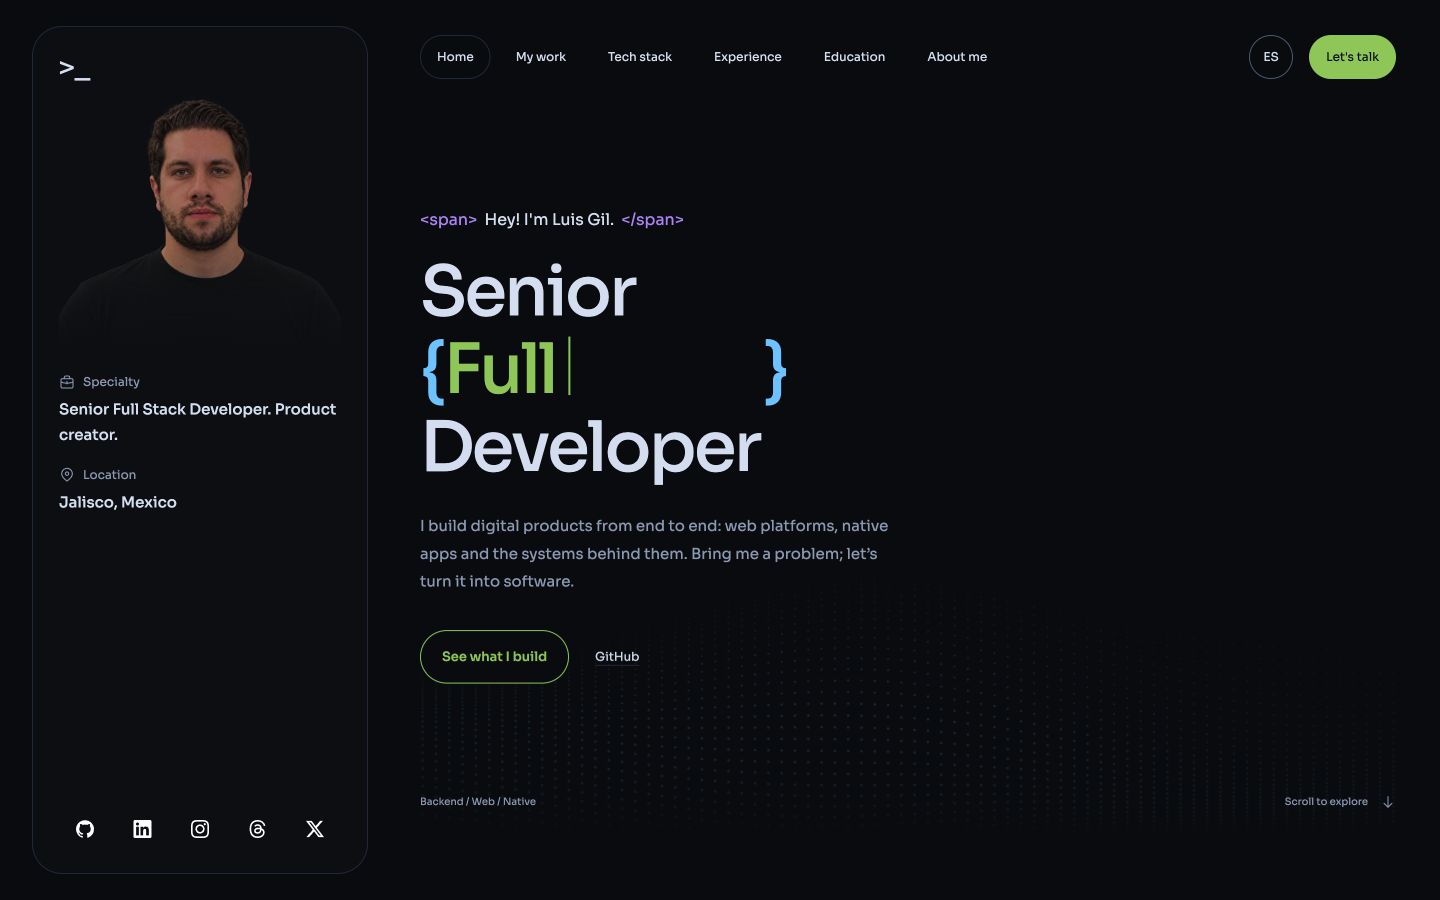 >_
Specialty
Senior Full Stack Developer. Product
creator.
Location
Jalisco, Mexico
Home
My work
Tech stack
Experience
Education
About me
ES
Let's talk
<span> Hey! I'm Luis Gil. </span>
Senior
{Full }
Developer
I build digital products from end to end: web platforms, native
apps and the systems behind them. Bring me a problem; let’s
turn it into software.
See what I build
GitHub
Backend / Web / Native
Scroll to explore